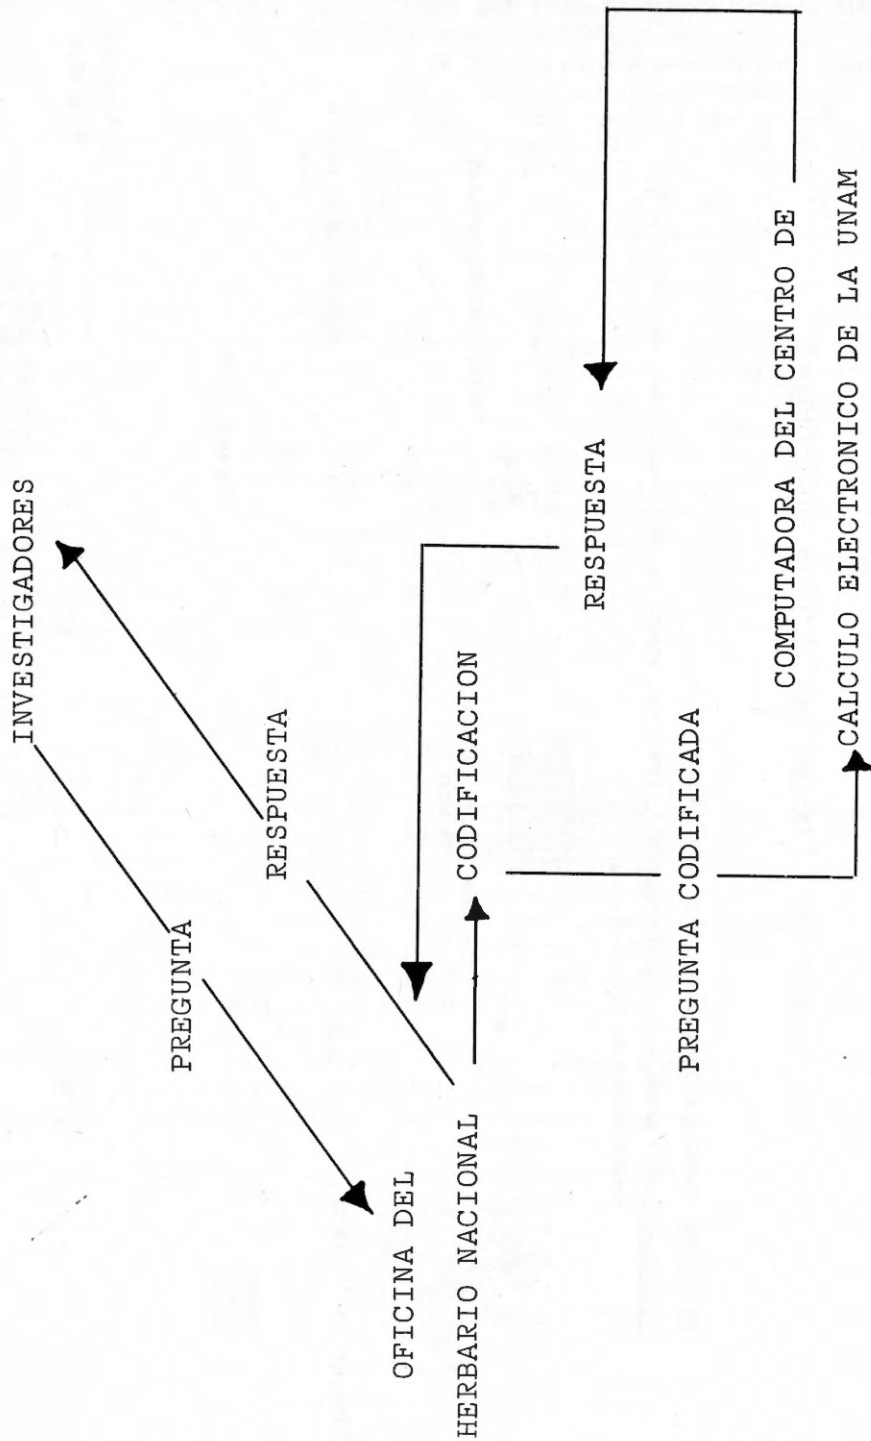 INVESTIGADORES
PREGUNTA
RESPUESTA
OFICINA DEL
HERBARIO NACIONAL
CODIFICACION
RESPUESTA
PREGUNTA CODIFICADA
COMPUTADORA DEL CENTRO DE
CALCULO ELECTRONICO DE LA UNAM